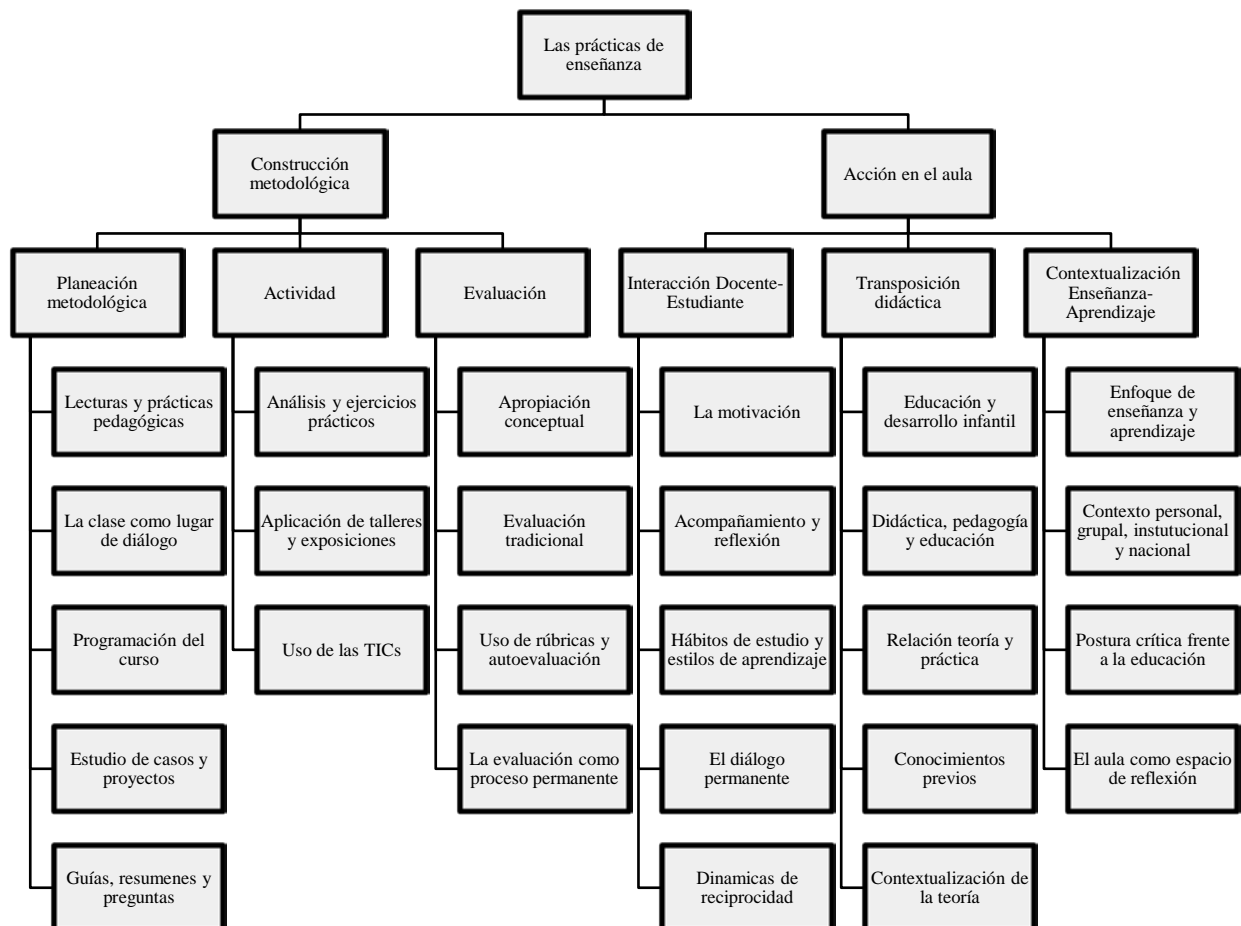 Las prácticas de
enseñanza
Construcción
metodológica
Acción en el aula
Planeación
metodológica
Actividad
Evaluación
Interacción Docente-
Estudiante
Transposición
didáctica
Contextualización
Enseñanza-
Aprendizaje
Lecturas y prácticas
pedagógicas
La clase como lugar
de diálogo
Programación del
curso
Estudio de casos y
proyectos
Guías, resumenes y
preguntas
Análisis y ejercicios
prácticos
Aplicación de talleres
y exposiciones
Uso de las TICs
Apropiación
conceptual
Evaluación
tradicional
Uso de rúbricas y
autoevaluación
La evaluación como
proceso permanente
La motivación
Acompañamiento y
reflexión
Hábitos de estudio y
estilos de aprendizaje
El diálogo
permanente
Dinamicas de
reciprocidad
Educación y
desarrollo infantil
Didáctica, pedagogía
y educación
Relación teoría y
práctica
Conocimientos
previos
Contextualización de
la teoría
Enfoque de
enseñanza y
aprendizaje
Contexto personal,
grupal, instutucional
y nacional
Postura crítica frente
a la educación
El aula como espacio
de reflexión